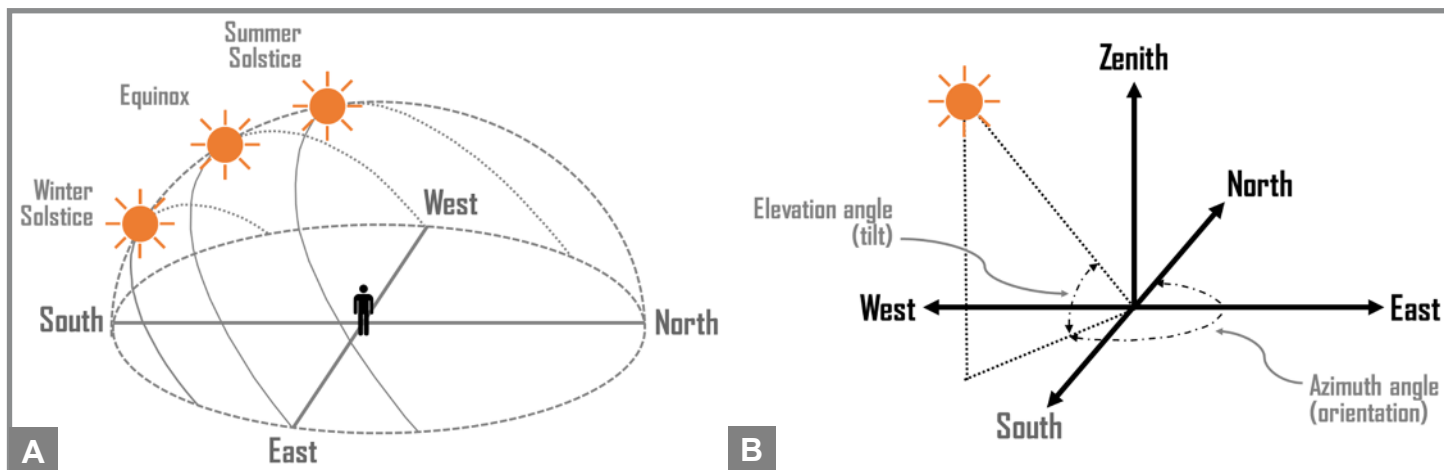 Summer
Solstice
Equinox
Winter
Solstice
West
South
North
East
A
Zenith
North
Elevation angle
(tilt)
West
East
Azimuth angle
(orientation)
South
B